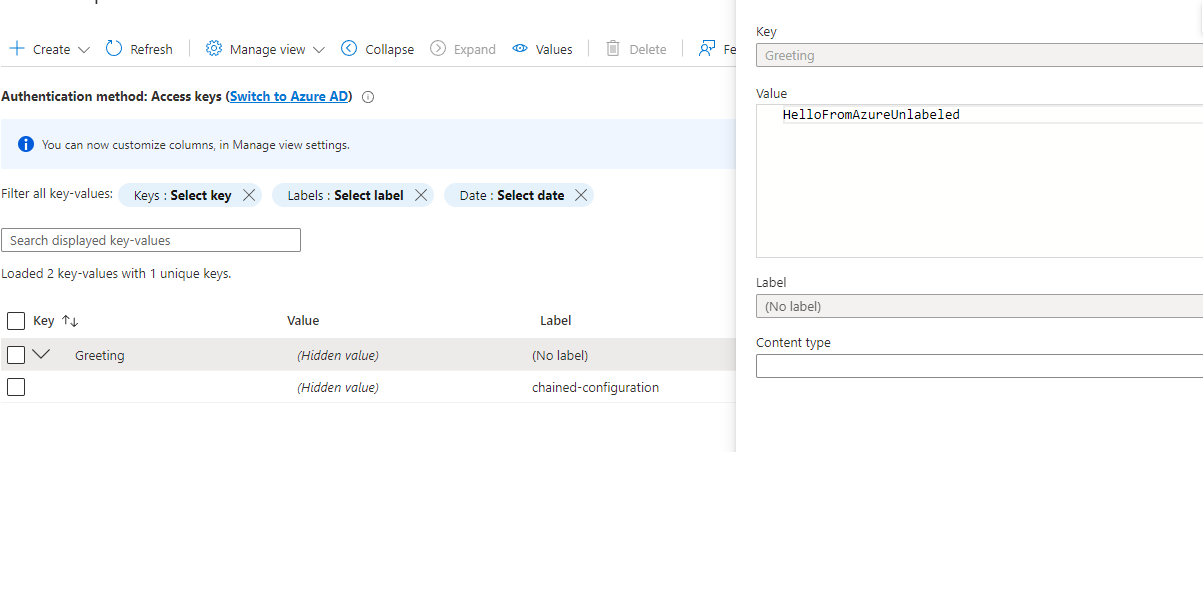 Create Refresh Manage view Collapse Expand Values Delete Fe
Authentication method: Access keys (Switch to Azure AD)
You can now customize columns, in Manage view settings.
Filter all key-values: Keys : Select key Labels : Select label Date : Select date
Search displayed key-values
Loaded 2 key-values with 1 unique keys.
Key Value Label
Greeting (Hidden value) (No label)
(Hidden value) chained-configuration
Key
Greeting
Value
HelloFromAzureUnlabeled
Label
(No label)
Content type